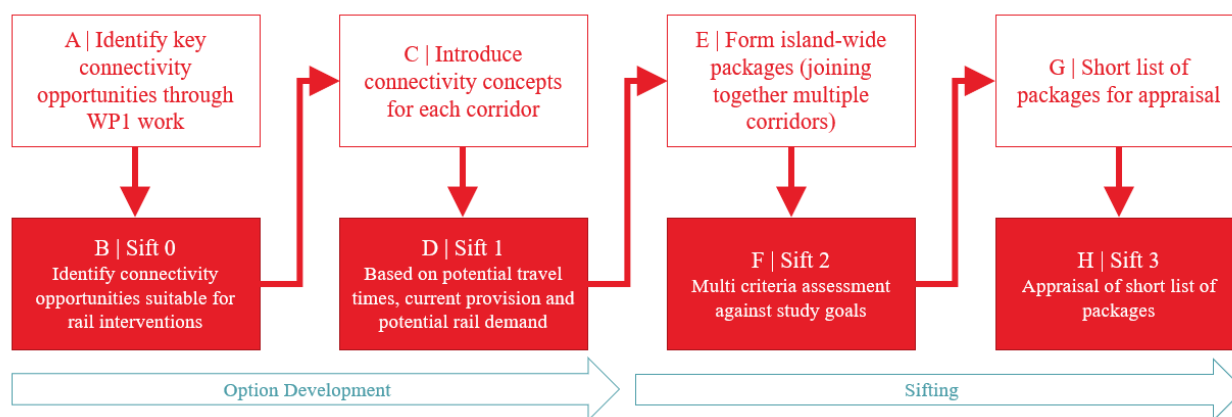 A | Identify key
connectivity
opportunities through
WP1 work
B | Sift 0
Identify connectivity
opportunities suitable for
rail interventions
C | Introduce
connectivity concepts
for each corridor
D | Sift 1
Based on potential travel
times, current provision and
potential rail demand
E | Form island-wide
packages (joining
together multiple
corridors)
F | Sift 2
Multi criteria assessment
against study goals
G | Short list of
packages for appraisal
H | Sift 3
Appraisal of short list of
packages
Option Development
Sifting